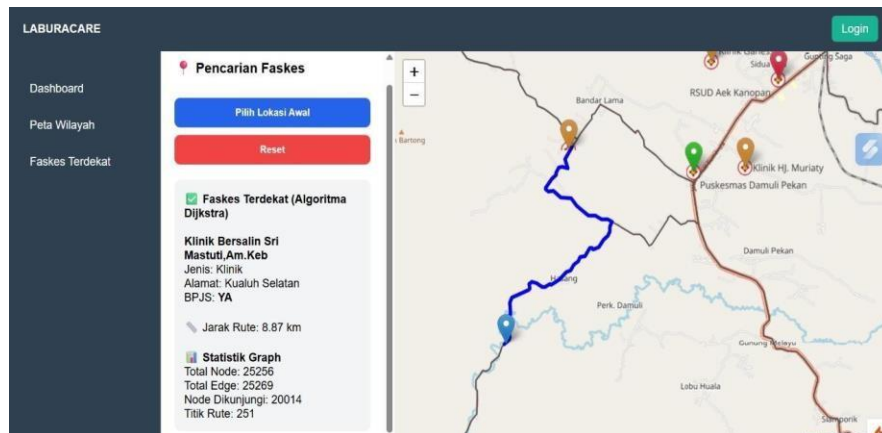 LABURACARE
Login
Dashboard
Peta Wilayah
Faskes Terdekat
Pencarian Faskes
Pilih Lokasi Awal
Reset
Faskes Terdekat (Algoritma
Dijkstra)
Klinik Bersalin Sri
Mastuti,Am.Keb
Jenis: Klinik
Alamat: Kualuh Selatan
BPJS: YA
Jarak Rute: 8.87 km
Statistik Graph
Total Node: 25256
Total Edge: 25269
Node Dikunjungi: 20014
Titik Rute: 251
+
−
Sidua
Gunting Saga
RSUD Aek Kanopan
Bandar Lama
Bartong
Klinik HJ. Muriaty
Puskesmas Damuli Pekan
Damuli Pekan
Perk. Damuli
Gunung Melayu
Lobu Huala